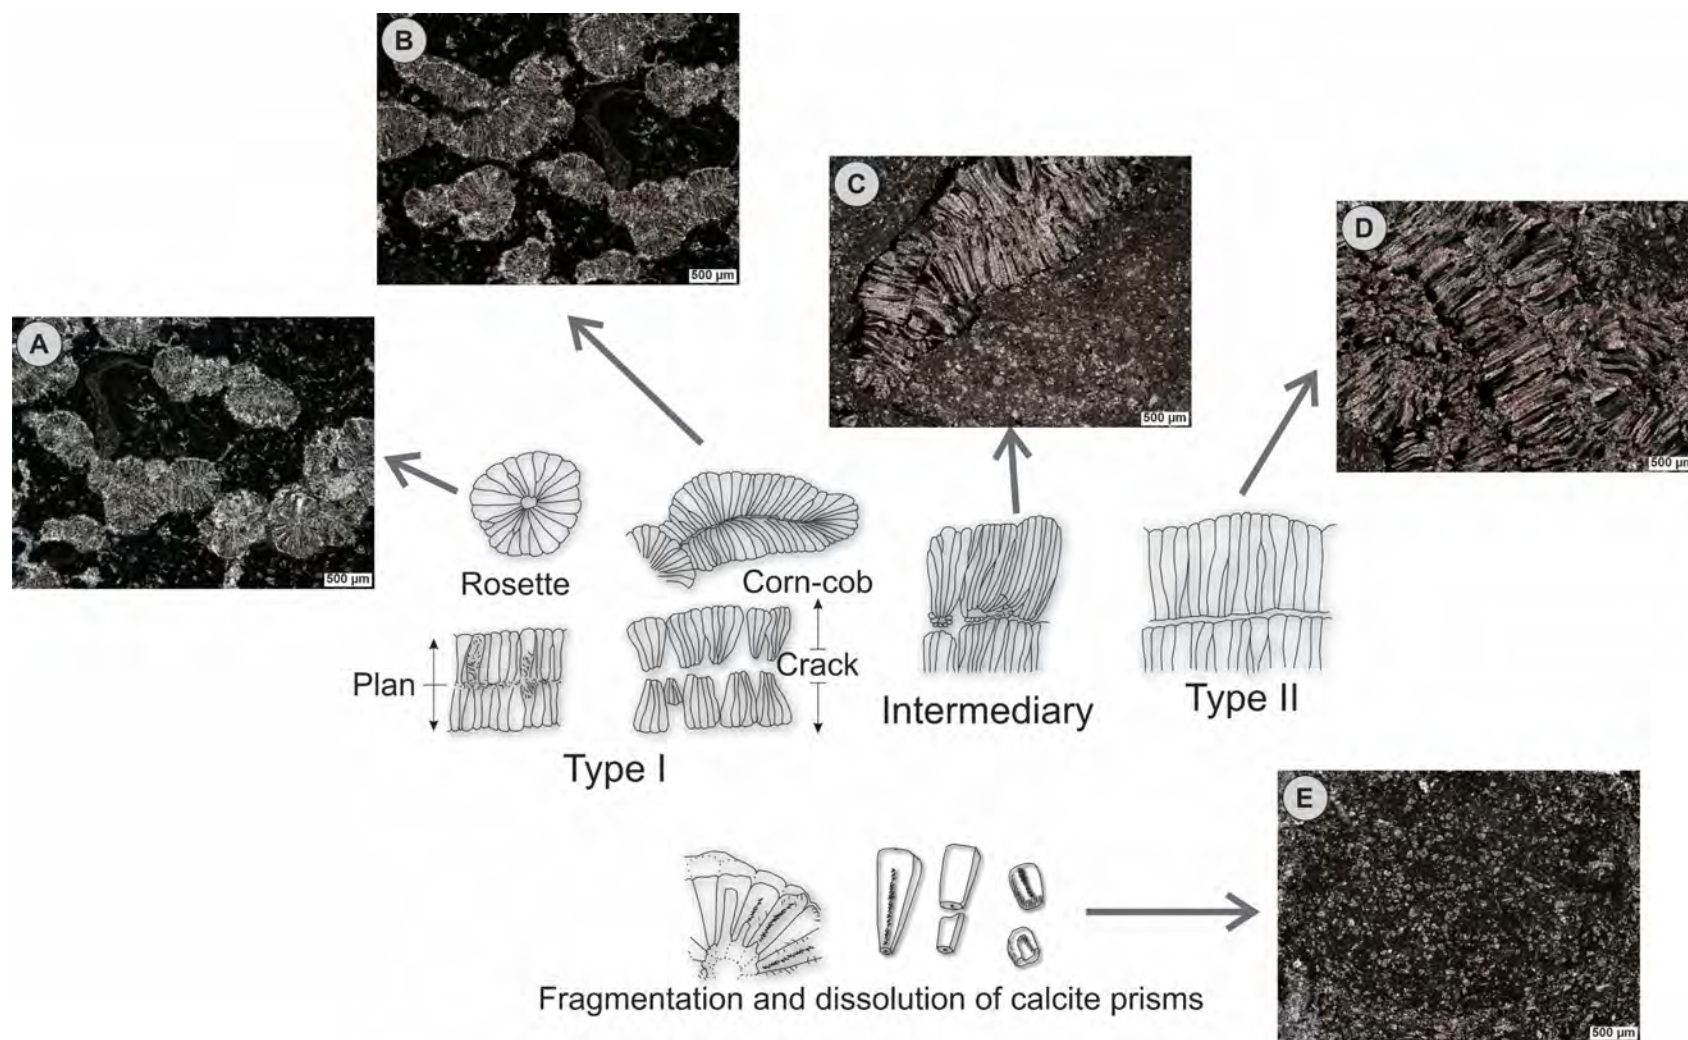 B
500 µm
C
500 µm
D
500 µm
A
500 µm
Rosette
Corn-cob
Plan
Crack
Intermediary
Type II
Type I
E
500 µm
Fragmentation and dissolution of calcite prisms